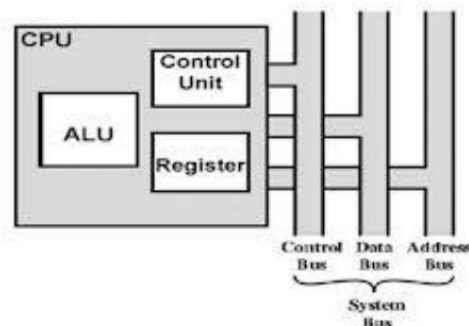 CPU
Control
Unit
ALU
Register
Control Data Address
Bus Bus Bus
System
Bus